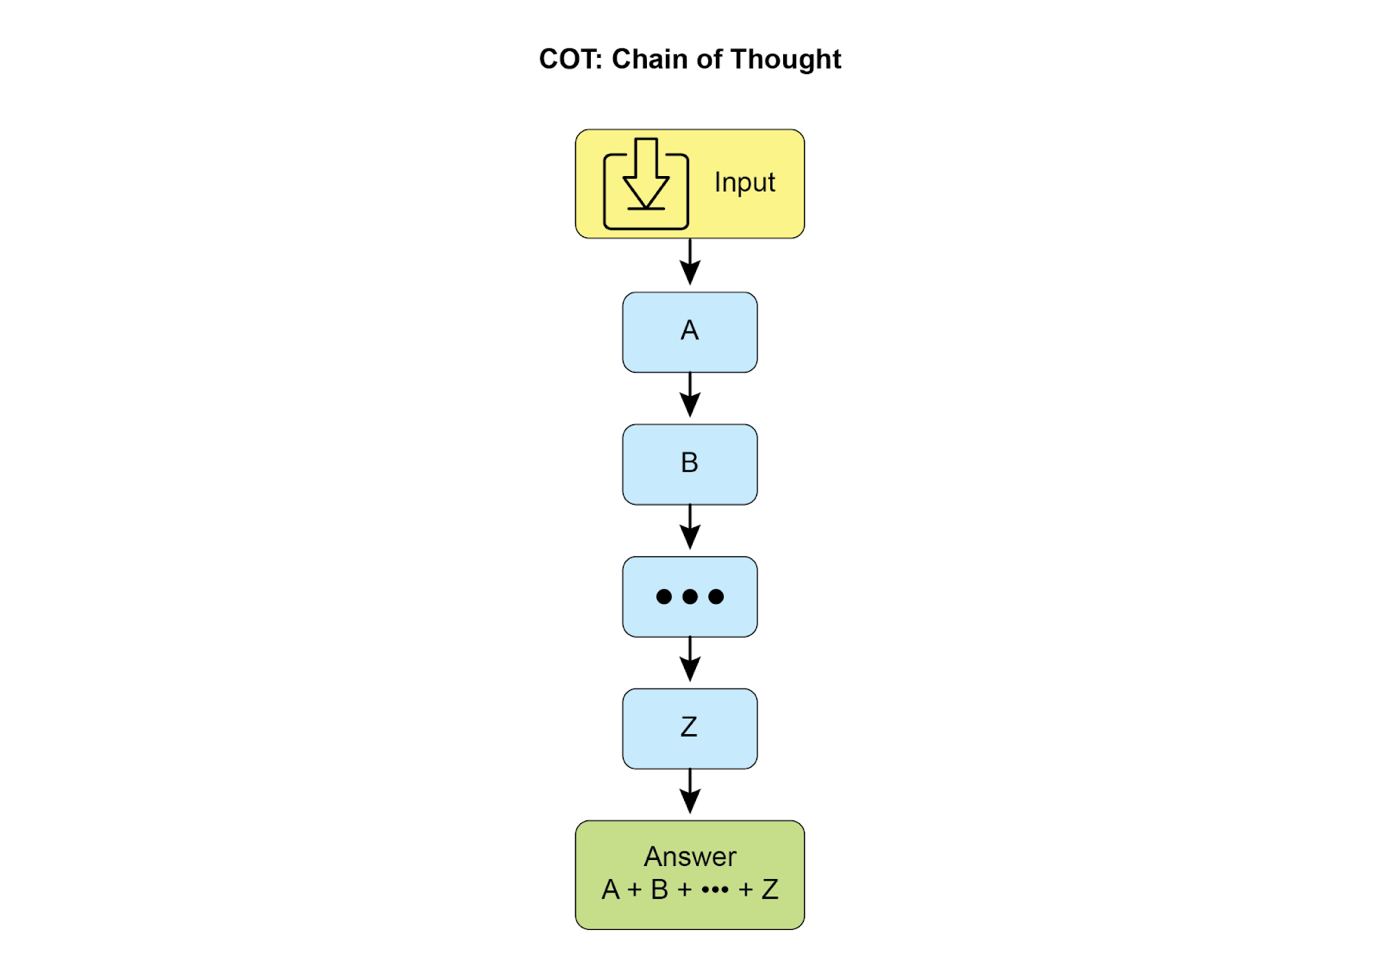 COT: Chain of Thought
Input
A
B
•••
Z
Answer
A + B + ••• + Z